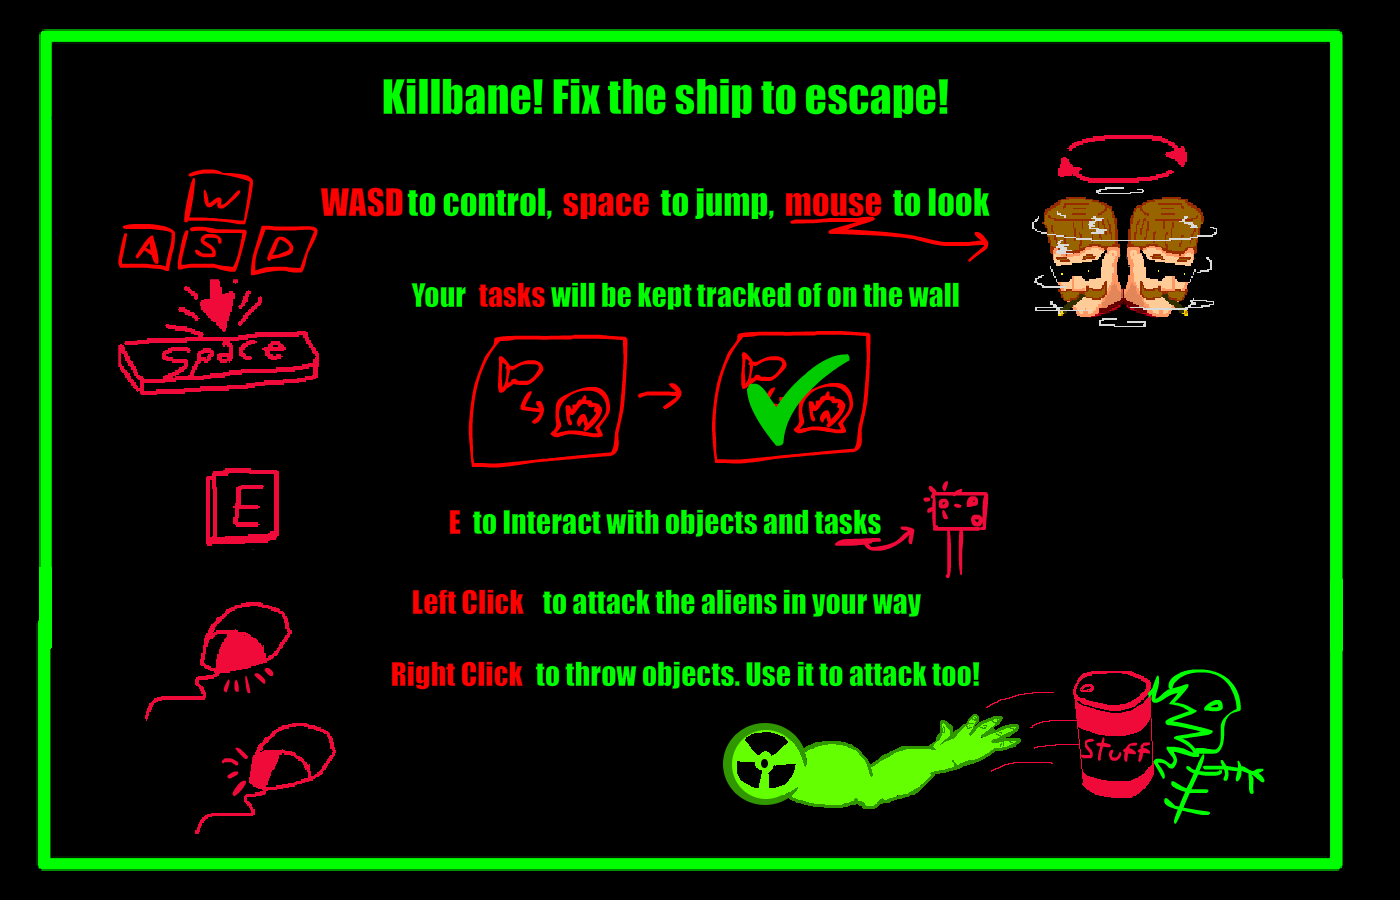 Killbane! Fix the ship to escape!
W
WASD to control, space to jump, mouse to look
A S D
Your tasks will be kept tracked of on the wall
Space
E
E to Interact with objects and tasks
Left Click to attack the aliens in your way
Right Click to throw objects. Use it to attack too!
Stuff